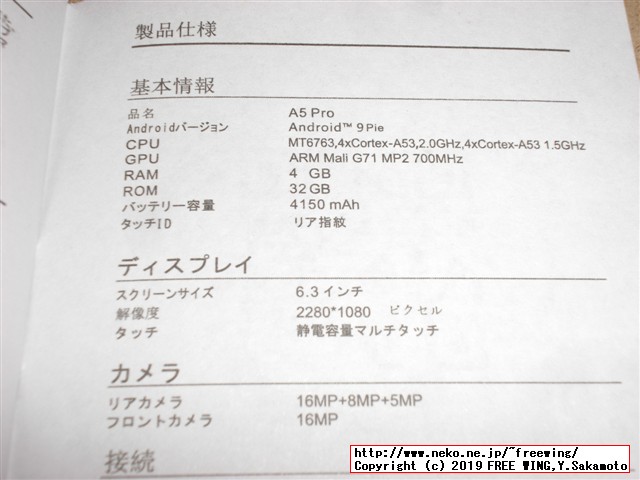 製品仕様
基本情報
品名 A5 Pro
Androidバージョン Android™ 9 Pie
CPU MT6763,4xCortex-A53,2.0GHz,4xCortex-A53 1.5GHz
GPU ARM Mali G71 MP2 700MHz
RAM 4 GB
ROM 32GB
バッテリー容量 4150 mAh
タッチID リア指紋
ディスプレイ
スクリーンサイズ 6.3インチ
解像度 2280*1080 ピクセル
タッチ 静電容量マルチタッチ
カメラ
リアカメラ 16MP+8MP+5MP
フロントカメラ 16MP
接続
http://www.neko.ne.jp/~freewing/
Copyright (c) 2019 FREE WING,Y.Sakamoto